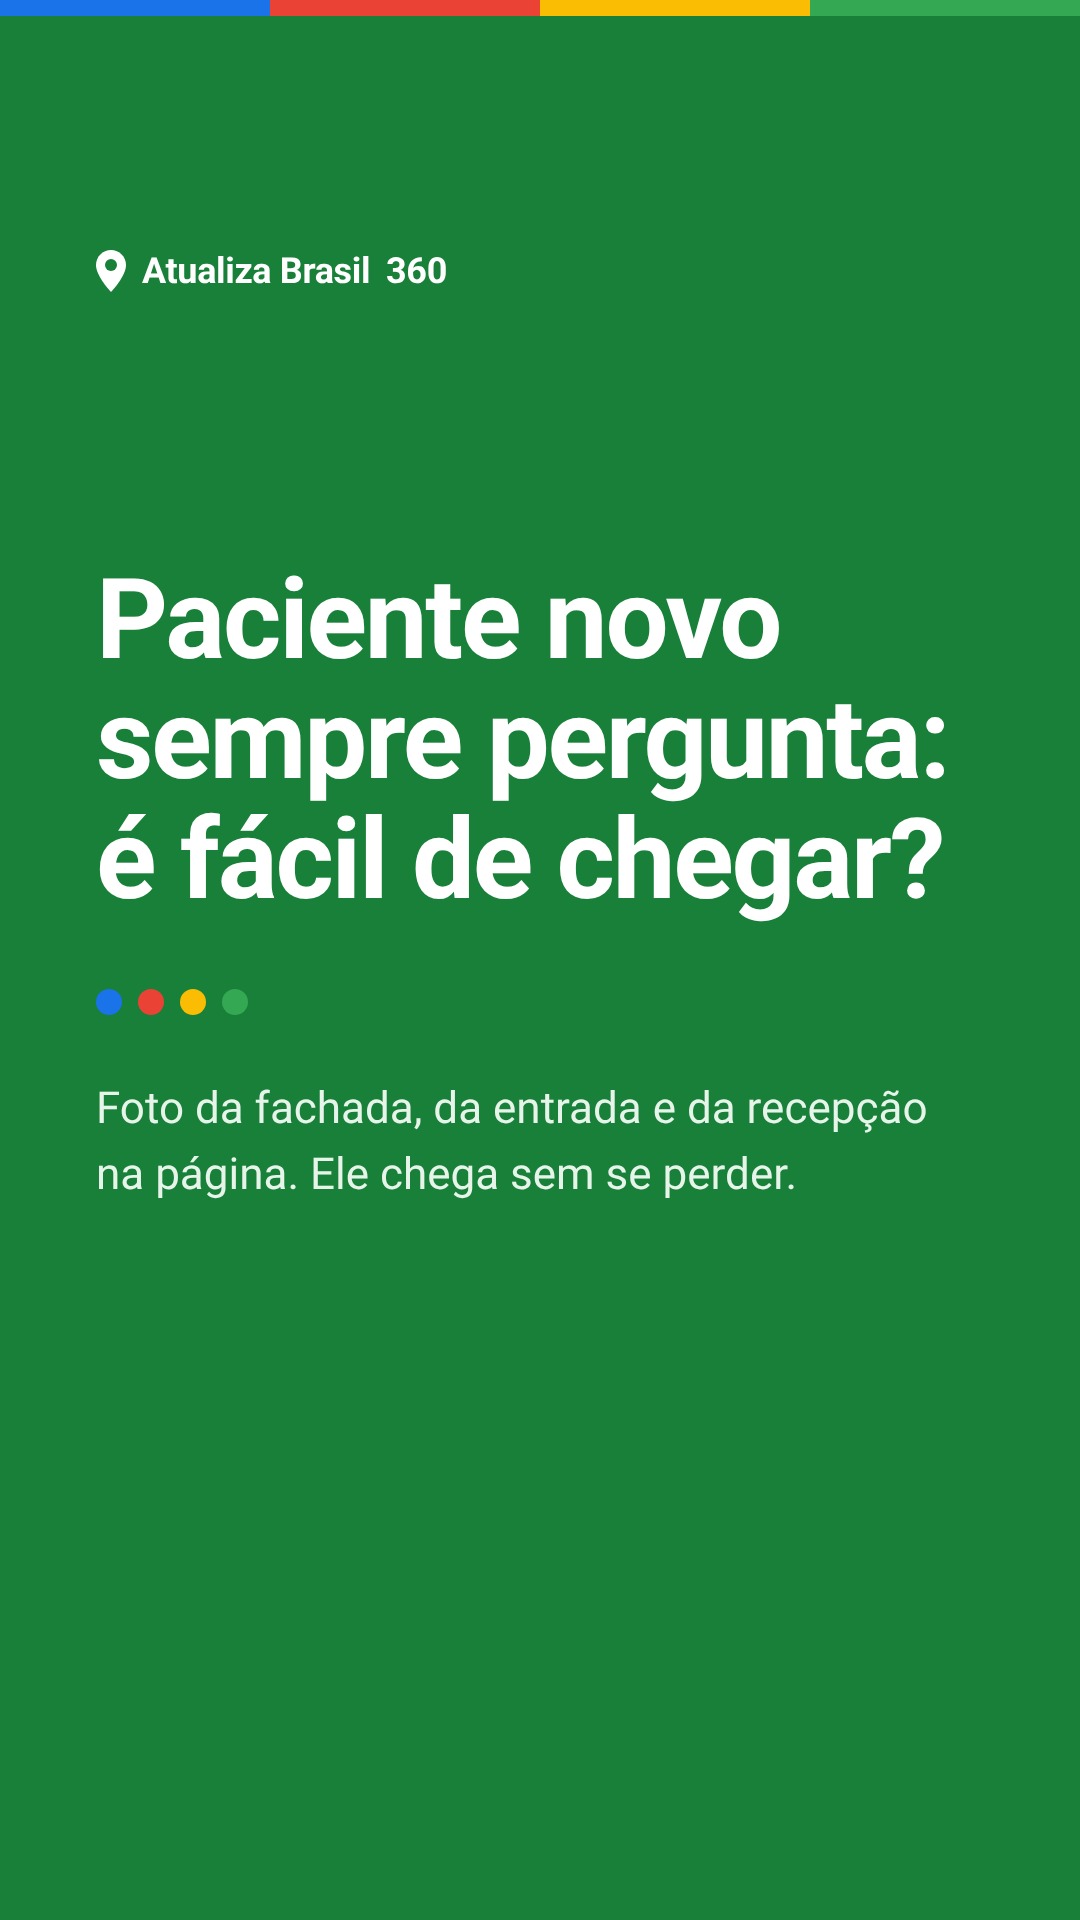 Atualiza Brasil 360
Paciente novo
sempre pergunta:
é fácil de chegar?
Foto da fachada, da entrada e da recepção
na página. Ele chega sem se perder.